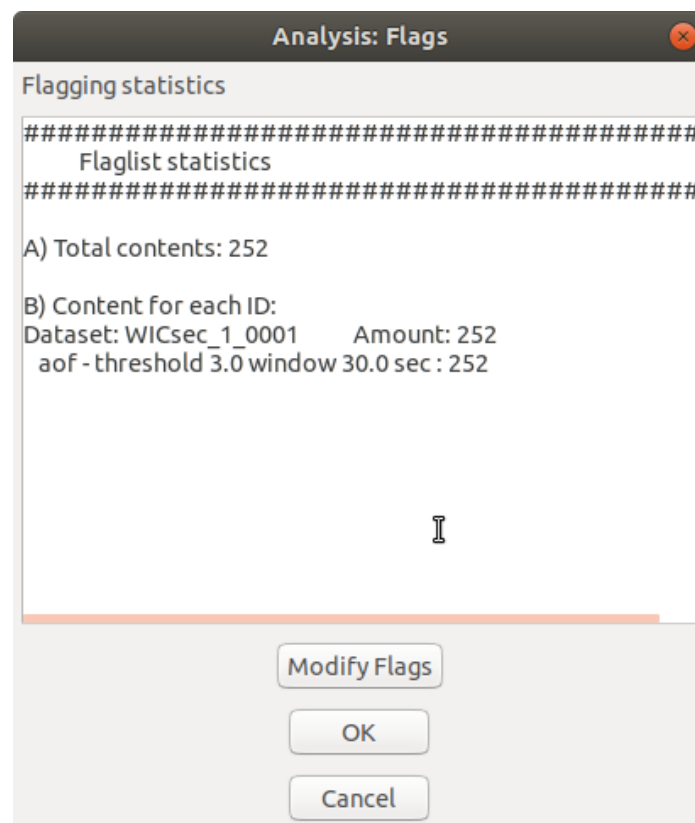 Analysis: Flags
Flagging statistics
########################################
Flaglist statistics
########################################
A) Total contents: 252
B) Content for each ID:
Dataset: WICsec_1_0001 Amount: 252
aof - threshold 3.0 window 30.0 sec : 252
Modify Flags
OK
Cancel